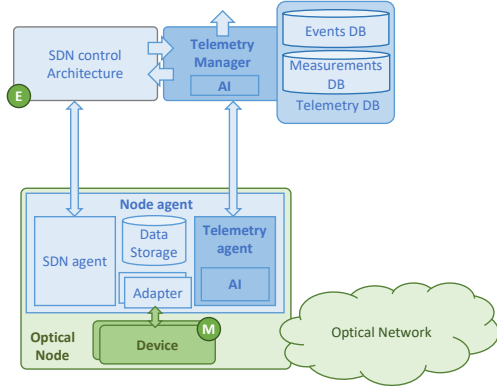 SDN control
Architecture
E
Telemetry
Manager
AI
Events DB
Measurements
DB
Telemetry DB
Node agent
SDN agent
Data
Storage
Adapter
Telemetry
agent
AI
Optical
Node
Device
M
Optical Network